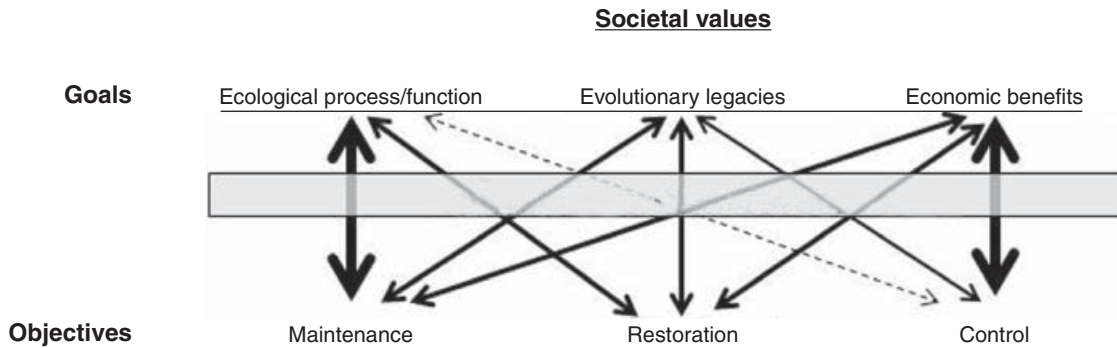 Societal values
Goals
Ecological process/function
Evolutionary legacies
Economic benefits
Objectives
Maintenance
Restoration
Control